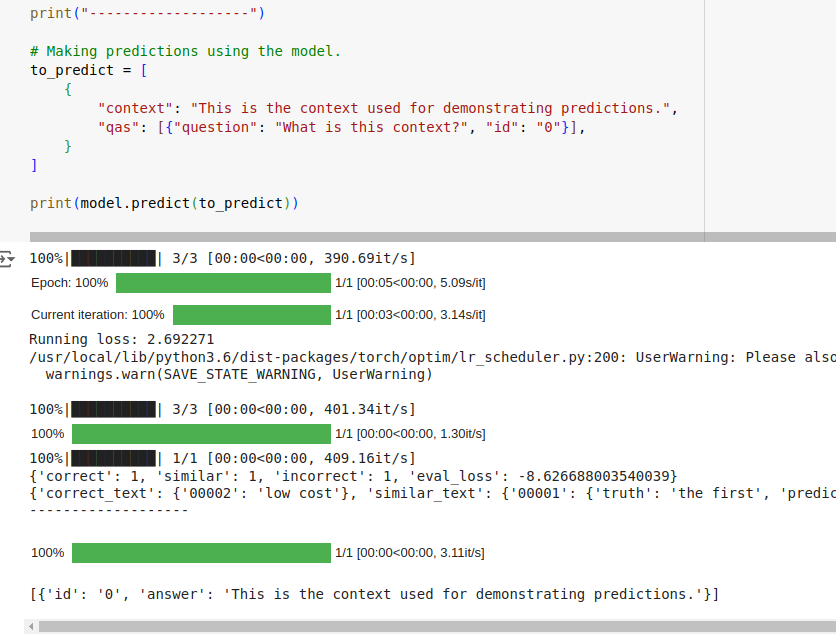 print("-------------------")
# Making predictions using the model.
to_predict = [
{
"context": "This is the context used for demonstrating predictions.",
"qas": [{"question": "What is this context?", "id": "0"}],
}
]
print(model.predict(to_predict))
100%|██████████| 3/3 [00:00<00:00, 390.69it/s]
Epoch: 100% 1/1 [00:05<00:00, 5.09s/it]
Current iteration: 100% 1/1 [00:03<00:00, 3.14s/it]
Running loss: 2.692271
/usr/local/lib/python3.6/dist-packages/torch/optim/lr_scheduler.py:200: UserWarning: Please also
warnings.warn(SAVE_STATE_WARNING, UserWarning)
100%|██████████| 3/3 [00:00<00:00, 401.34it/s]
100% 1/1 [00:00<00:00, 1.30it/s]
100%|██████████| 1/1 [00:00<00:00, 409.16it/s]
{'correct': 1, 'similar': 1, 'incorrect': 1, 'eval_loss': -8.626688003540039}
{'correct_text': {'00002': 'low cost'}, 'similar_text': {'00001': {'truth': 'the first', 'predic
-------------------
100% 1/1 [00:00<00:00, 3.11it/s]
[{'id': '0', 'answer': 'This is the context used for demonstrating predictions.'}]